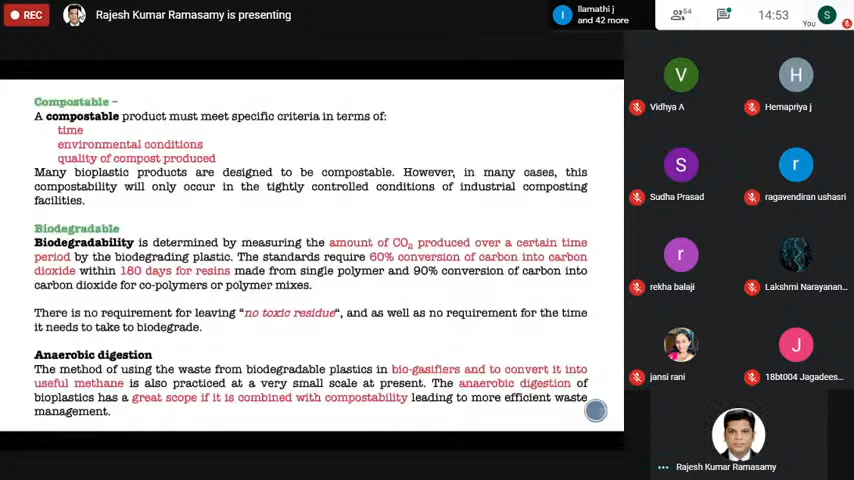 REC
Rajesh Kumar Ramasamy is presenting
I
Ilamathi j
and 42 more
54
14:53
S
You
Compostable –
A compostable product must meet specific criteria in terms of:
time
environmental conditions
quality of compost produced
Many bioplastic products are designed to be compostable. However, in many cases, this
compostability will only occur in the tightly controlled conditions of industrial composting
facilities.
Biodegradable
Biodegradability is determined by measuring the amount of CO₂ produced over a certain time
period by the biodegrading plastic. The standards require 60% conversion of carbon into carbon
dioxide within 180 days for resins made from single polymer and 90% conversion of carbon into
carbon dioxide for co-polymers or polymer mixes.
There is no requirement for leaving "no toxic residue", and as well as no requirement for the time
it needs to take to biodegrade.
Anaerobic digestion
The method of using the waste from biodegradable plastics in bio-gasifiers and to convert it into
useful methane is also practiced at a very small scale at present. The anaerobic digestion of
bioplastics has a great scope if it is combined with compostability leading to more efficient waste
management.
V
Vidhya A
H
Hemapriya j
S
Sudha Prasad
r
ragavendiran ushasri
r
rekha balaji
Lakshmi Narayanan...
jansi rani
J
18bt004 Jagadees...
Rajesh Kumar Ramasamy